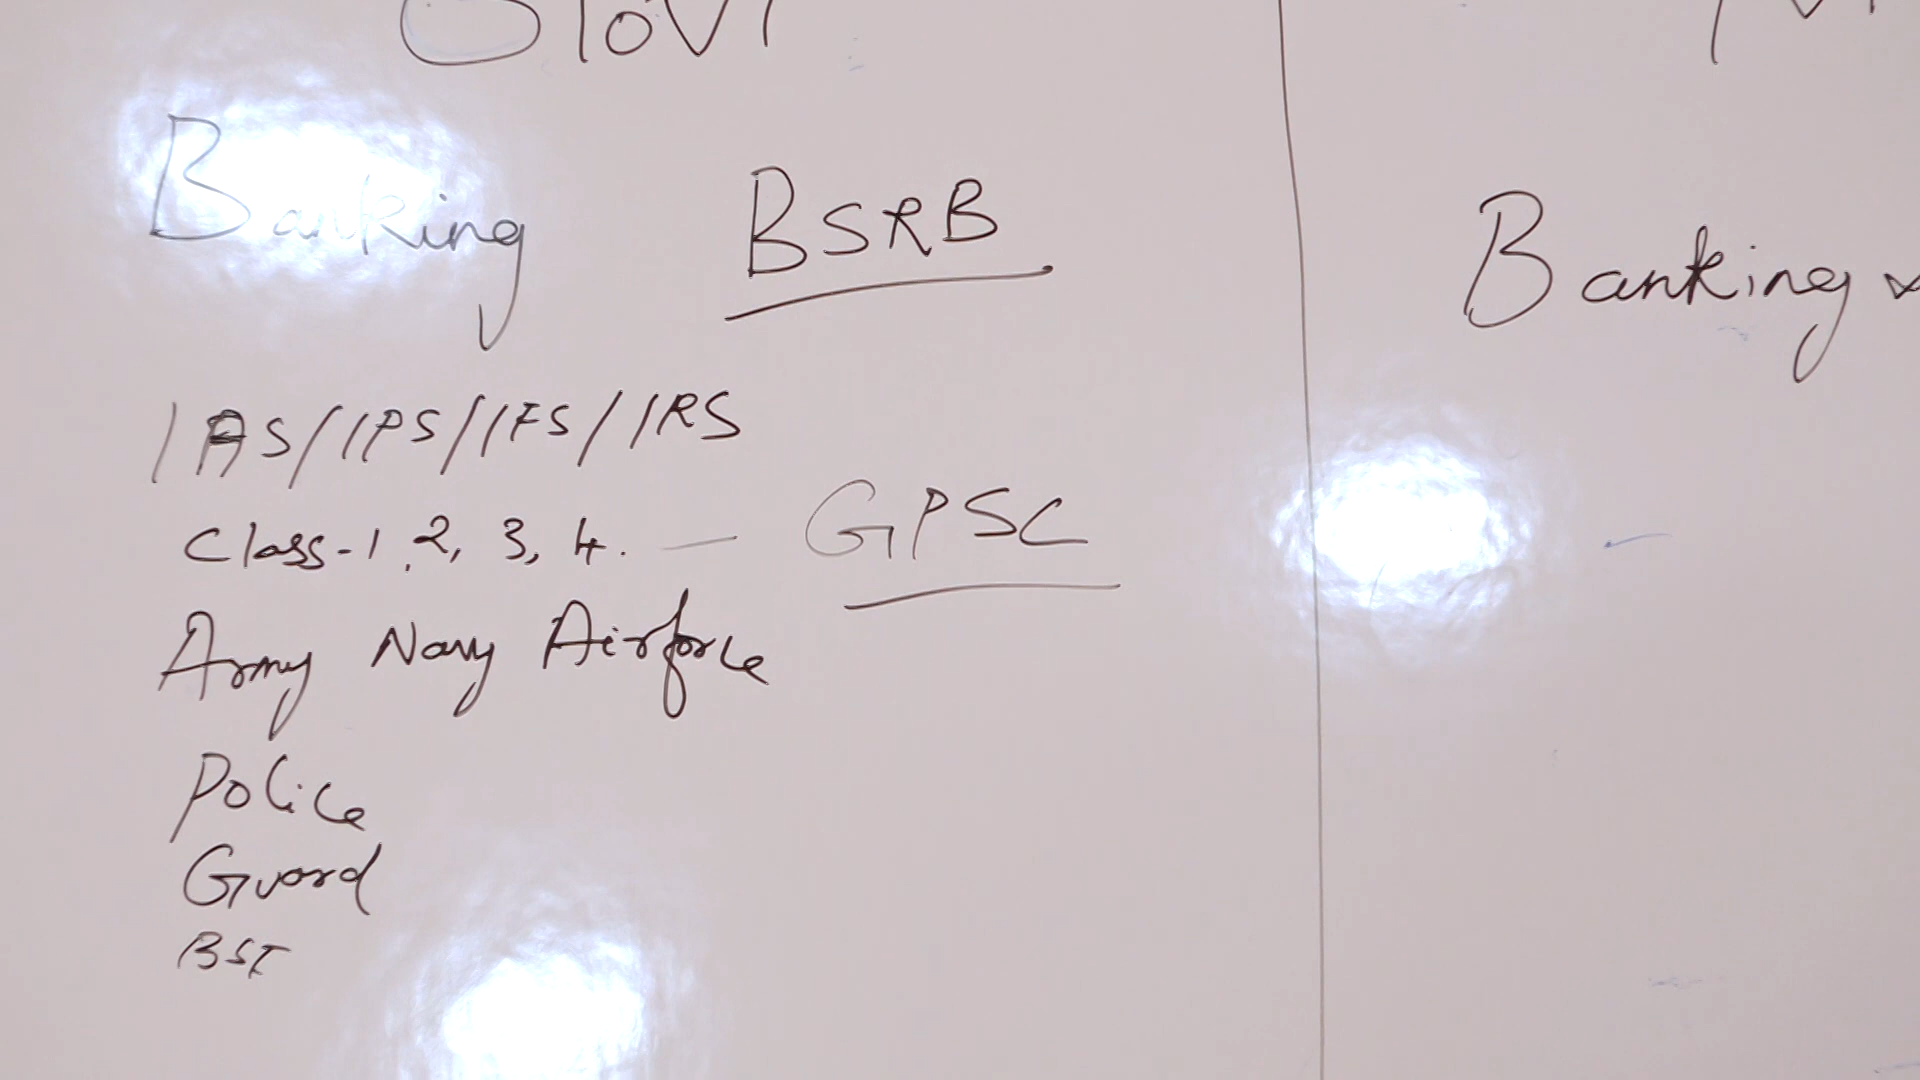 Govt
Banking BSRB
IAS/IPS/IFS/IRS
Class-1,2, 3, 4. — GPSC
Army Navy Airforce
Police
Guard
BSF
Banking